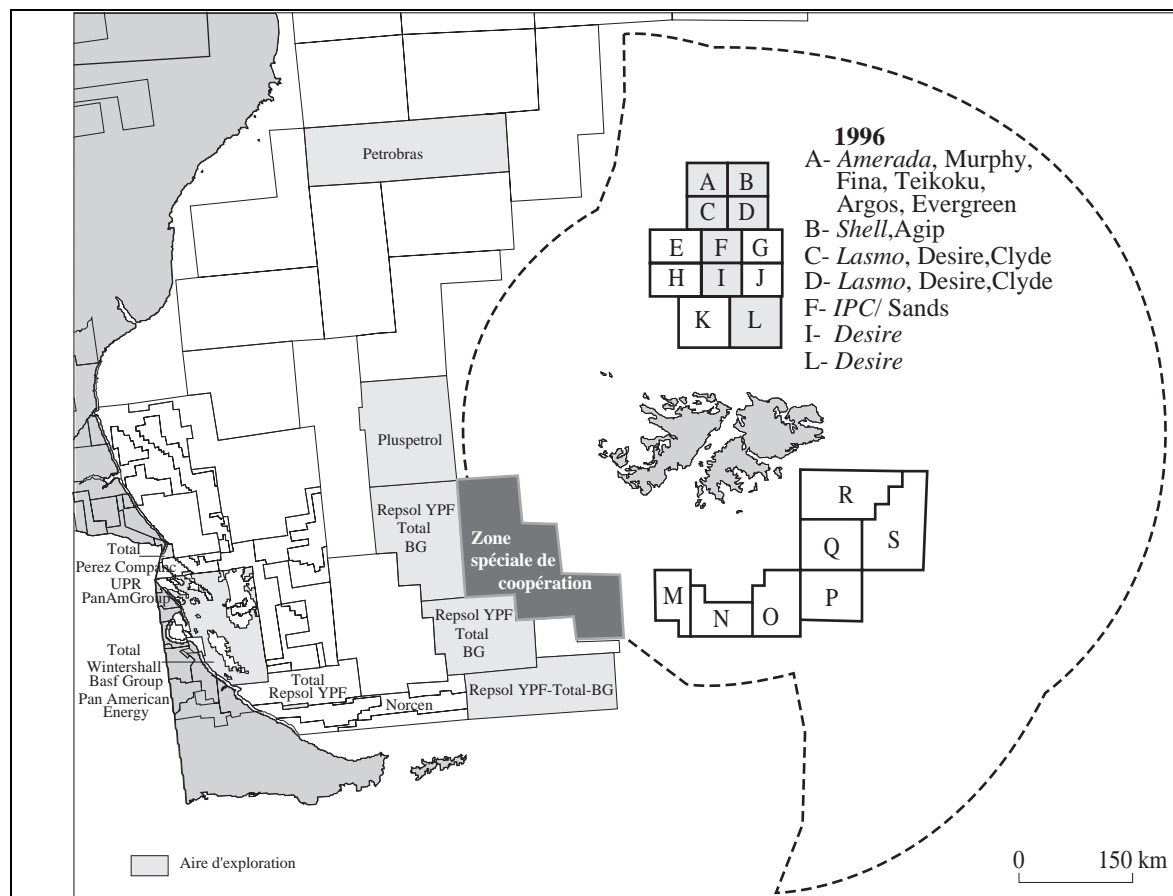 Petrobras
1996
A- Amerada, Murphy,
Fina, Teikoku,
Argos, Evergreen
B- Shell,Agip
C- Lasmo, Desire,Clyde
D- Lasmo, Desire,Clyde
F- IPC/ Sands
I- Desire
L- Desire
A
B
C
D
E
F
G
H
I
J
K
L
Pluspetrol
Repsol YPF
Total
BG
Zone
spéciale de
coopération
R
Q
S
M
N
O
P
Total
Perez Companc
UPR
PanAmGroup
Repsol YPF
Total
BG
Total
Wintershall
Basf Group
Pan American
Energy
Total
Repsol YPF
Norcen
Repsol YPF-Total-BG
Aire d'exploration
0 150 km